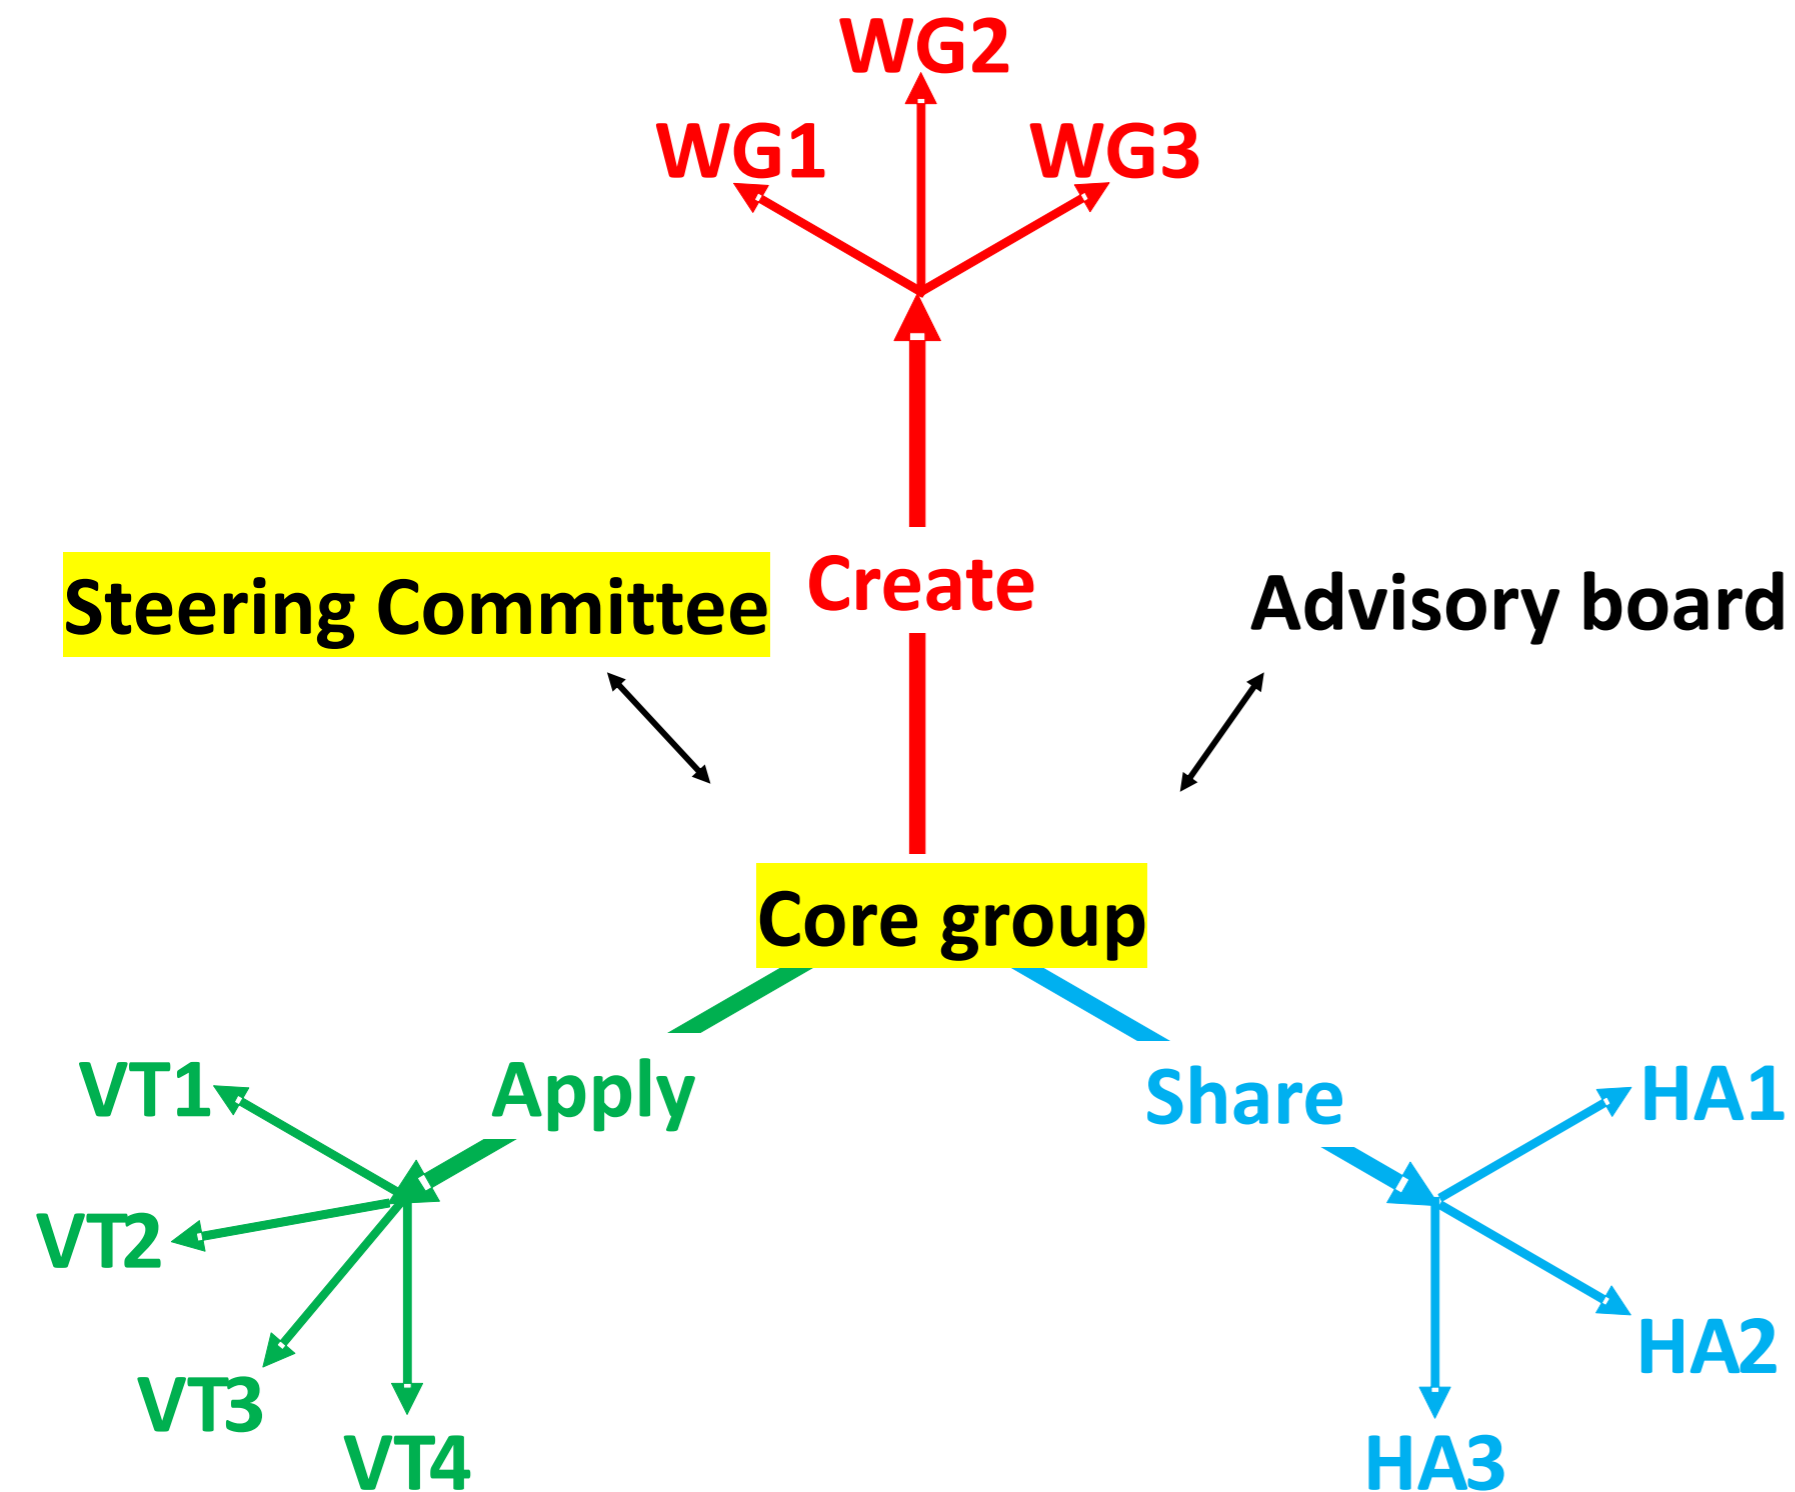 WG2
WG1
WG3
Create
Steering Committee
Advisory board
Core group
Apply
Share
VT1
VT2
VT3
VT4
HA1
HA2
HA3